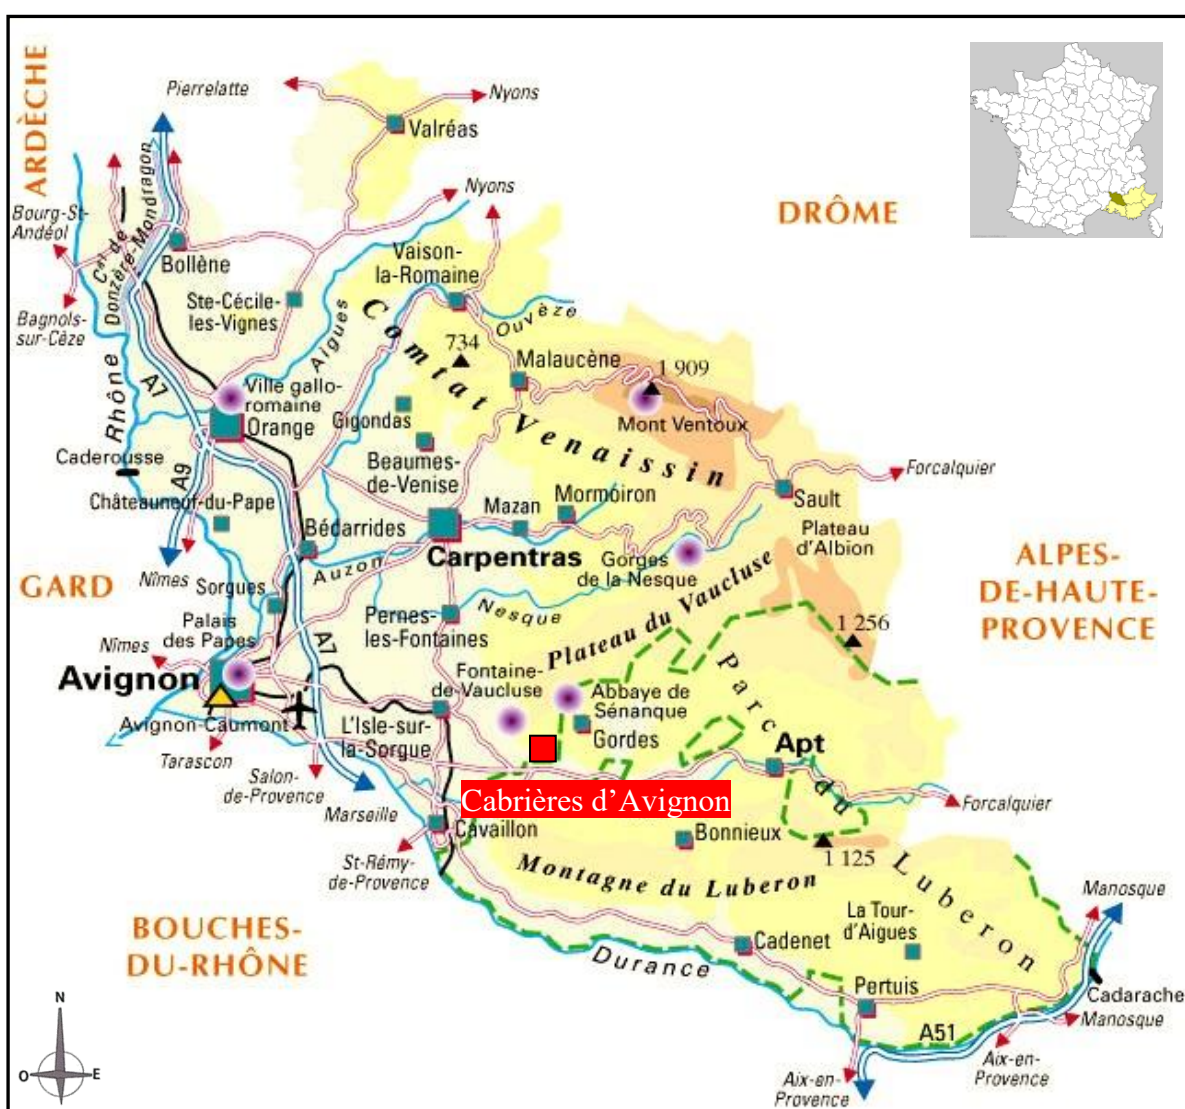 ARDÈCHE
Pierrelatte
Nyons
Valréas
Nyons
DRÔME
Bourg-St-
Andéol
Cal de
Donzère-Mondragon
Bollène
Vaison-
la-Romaine
Ste-Cécile-
les-Vignes
Bagnols-
sur-Cèze
Aigues
Ouvèze
Comtat Venaissin
734
Malaucène
1 909
Mont Ventoux
Rhône
A7
Ville gallo-
romaine
Orange
Gigondas
Caderousse
A9
Beaumes-
de-Venise
Forcalquier
Châteauneuf-du-Pape
Mazan
Mormoiron
Sault
Bédarrides
Carpentras
Plateau
d'Albion
Auzon
Gorges
de la Nesque
ALPES-
DE-HAUTE-
PROVENCE
GARD
Nîmes
Sorgues
Nesque
Pernes-
les-Fontaines
Plateau du Vaucluse
1 256
Palais
des Papes
A7
Nîmes
Avignon
Fontaine-
de-Vaucluse
Abbaye de
Sénanque
Gordes
Parc du Luberon
Avignon-Caumont
L'Isle-sur-
la-Sorgue
Apt
Tarascon
Salon-
de-Provence
Marseille
Cabrières d’Avignon
Forcalquier
Cavaillon
Bonnieux
1 125
St-Rémy-
de-Provence
Montagne du Luberon
Manosque
BOUCHES-
DU-RHÔNE
La Tour-
d'Aigues
Cadenet
Durance
Pertuis
Cadarache
Manosque
A51
Aix-en-
Provence
Aix-en-
Provence
N
O
E